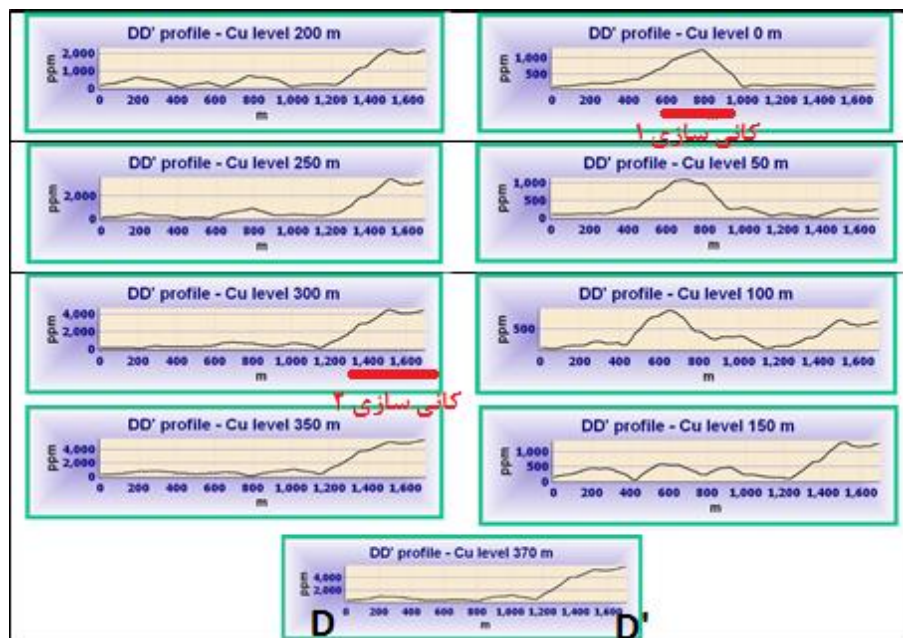 DD' profile - Cu level 200 m
ppm
2,000
1,000
0
0 200 400 600 800 1,000 1,200 1,400 1,600
m
DD' profile - Cu level 0 m
ppm
1,000
500
0 200 400 600 800 1,000 1,200 1,400 1,600
m
کانی سازی ۱
DD' profile - Cu level 250 m
ppm
2,000
0
0 200 400 600 800 1,000 1,200 1,400 1,600
m
DD' profile - Cu level 50 m
ppm
1,000
500
0
0 200 400 600 800 1,000 1,200 1,400 1,600
m
DD' profile - Cu level 300 m
ppm
4,000
2,000
0
0 200 400 600 800 1,000 1,200 1,400 1,600
m
کانی سازی ۲
DD' profile - Cu level 100 m
ppm
500
0 200 400 600 800 1,000 1,200 1,400 1,600
m
DD' profile - Cu level 350 m
ppm
4,000
2,000
0
0 200 400 600 800 1,000 1,200 1,400 1,600
m
DD' profile - Cu level 150 m
ppm
1,000
500
0
0 200 400 600 800 1,000 1,200 1,400 1,600
m
DD' profile - Cu level 370 m
ppm
4,000
2,000
0 200 400 600 800 1,000 1,200 1,400 1,600
m
D D'